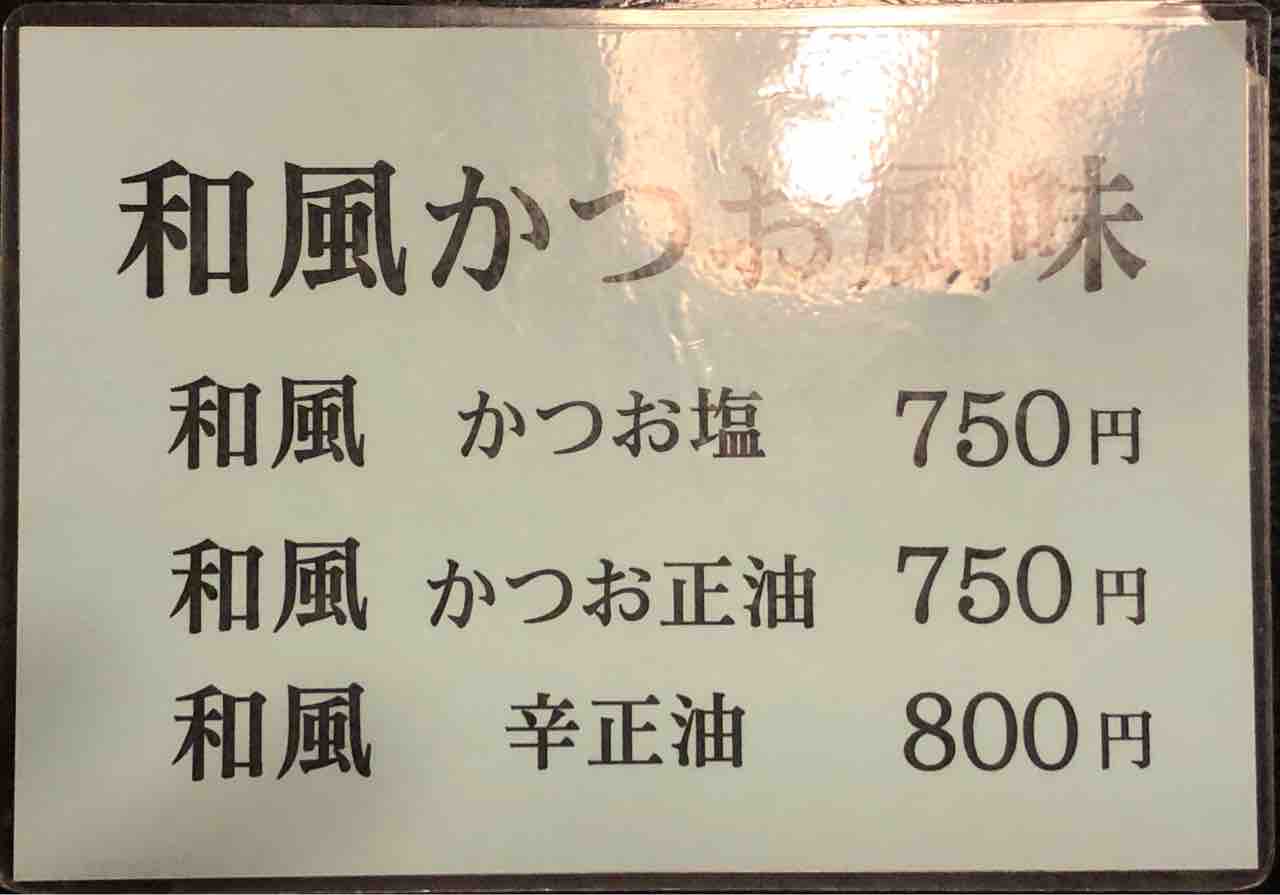 和風かつお風味
和風 かつお塩 750円
和風 かつお正油 750円
和風 辛正油 800円